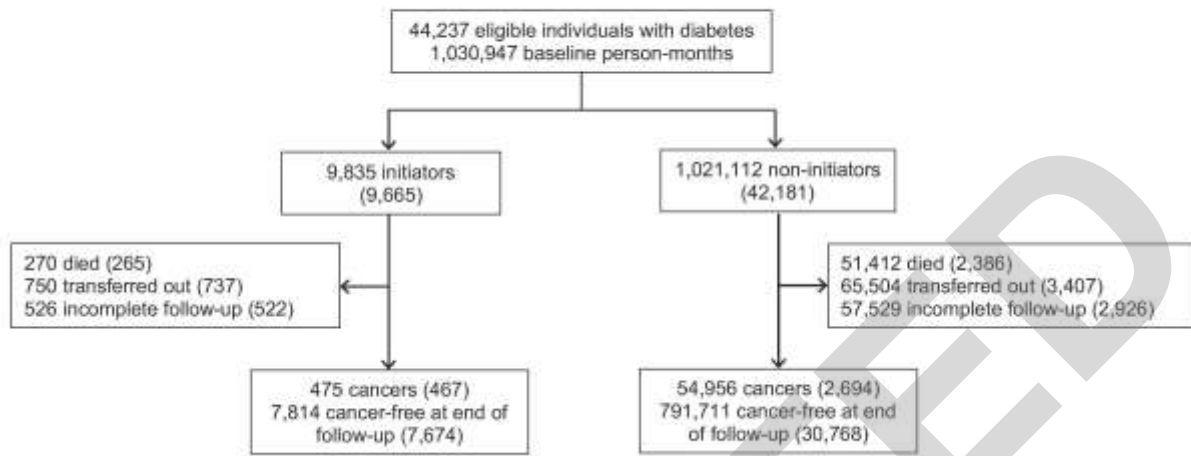 44,237 eligible individuals with diabetes
1,030,947 baseline person-months
9,835 initiators
(9,665)
1,021,112 non-initiators
(42,181)
270 died (265)
750 transferred out (737)
526 incomplete follow-up (522)
51,412 died (2,386)
65,504 transferred out (3,407)
57,529 incomplete follow-up (2,926)
475 cancers (467)
7,814 cancer-free at end of
follow-up (7,674)
54,956 cancers (2,694)
791,711 cancer-free at end
of follow-up (30,768)